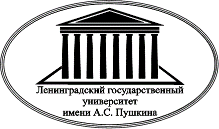 Ленинградский государственный
университет
имени А.С. Пушкина